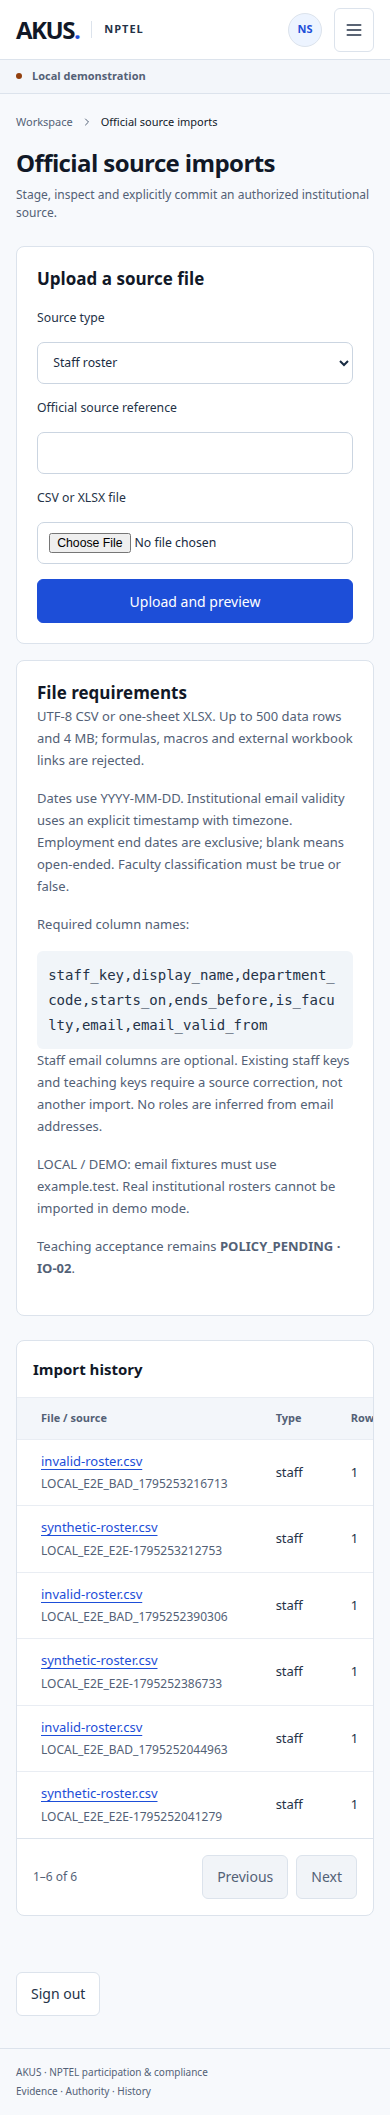 AKUS. NPTEL NS
Local demonstration
Workspace > Official source imports
Official source imports
Stage, inspect and explicitly commit an authorized institutional
source.
Upload a source file
Source type
Staff roster
Official source reference
CSV or XLSX file
Choose File No file chosen
Upload and preview
File requirements
UTF-8 CSV or one-sheet XLSX. Up to 500 data rows
and 4 MB; formulas, macros and external workbook
links are rejected.
Dates use YYYY-MM-DD. Institutional email validity
uses an explicit timestamp with timezone.
Employment end dates are exclusive; blank means
open-ended. Faculty classification must be true or
false.
Required column names:
staff_key,display_name,department_
code,starts_on,ends_before,is_facu
lty,email,email_valid_from
Staff email columns are optional. Existing staff keys
and teaching keys require a source correction, not
another import. No roles are inferred from email
addresses.
LOCAL / DEMO: email fixtures must use
example.test. Real institutional rosters cannot be
imported in demo mode.
Teaching acceptance remains POLICY_PENDING ·
IO-02.
Import history
File / source Type Row
invalid-roster.csv
LOCAL_E2E_BAD_1795253216713 staff 1
synthetic-roster.csv
LOCAL_E2E_E2E-1795253212753 staff 1
invalid-roster.csv
LOCAL_E2E_BAD_1795252390306 staff 1
synthetic-roster.csv
LOCAL_E2E_E2E-1795252386733 staff 1
invalid-roster.csv
LOCAL_E2E_BAD_1795252044963 staff 1
synthetic-roster.csv
LOCAL_E2E_E2E-1795252041279 staff 1
1–6 of 6 Previous Next
Sign out
AKUS · NPTEL participation & compliance
Evidence · Authority · History